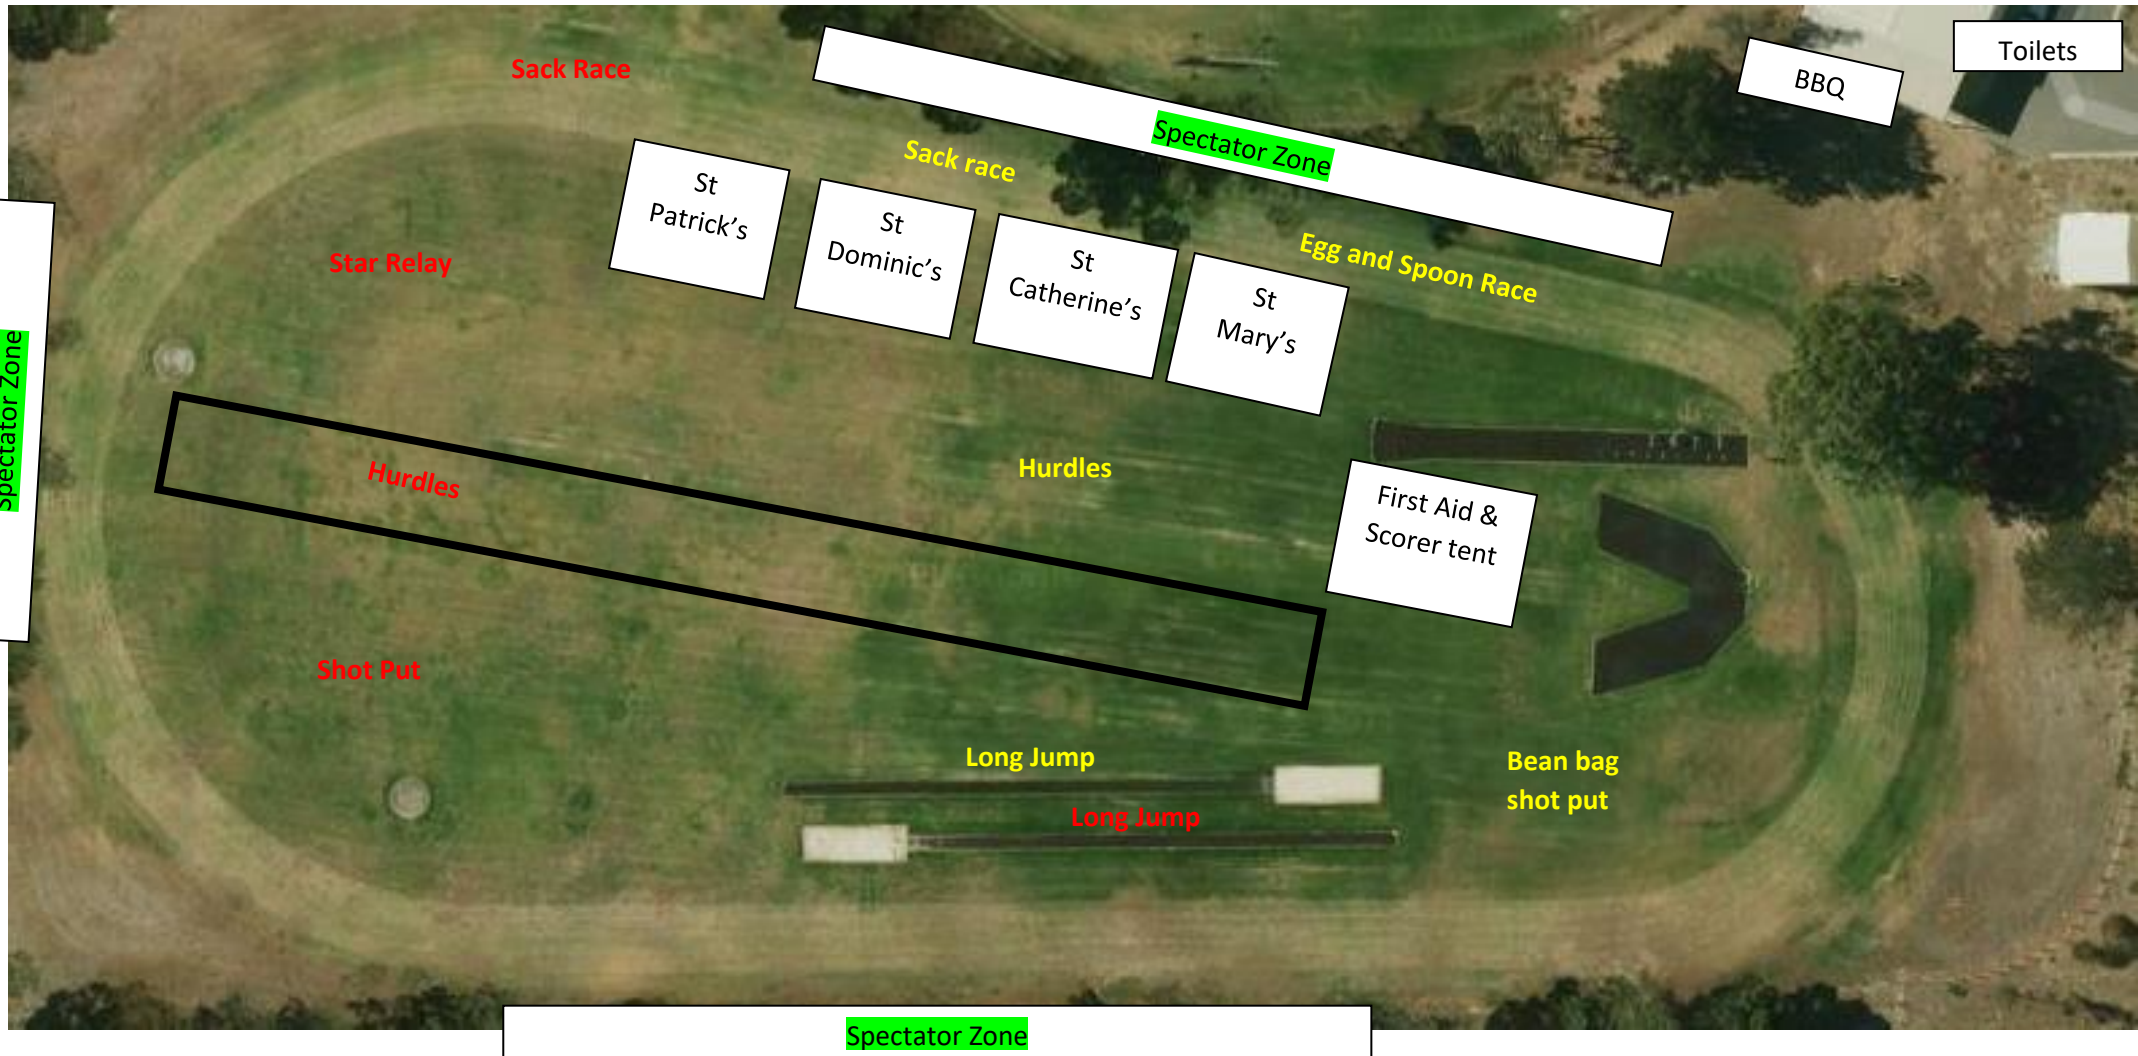 Toilets
Sack Race
BBQ
Spectator Zone
Sack race
St
Patrick’s
St
Dominic’s
St
Catherine’s
St
Mary’s
Egg and Spoon Race
Star Relay
Spectator Zone
Hurdles
Hurdles
First Aid &
Scorer tent
Shot Put
Long Jump
Bean bag
shot put
Long Jump
Spectator Zone